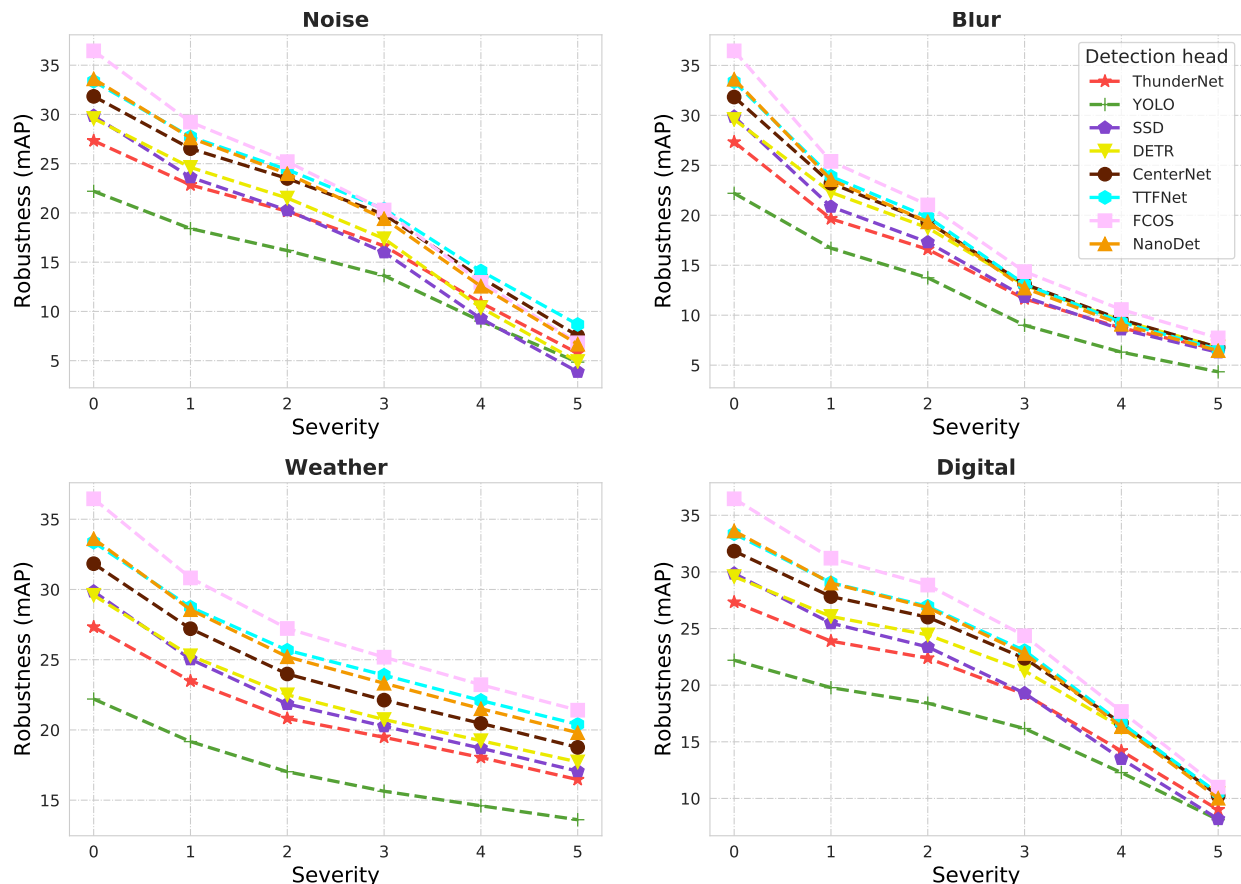 Noise
Robustness (mAP)
35
30
25
20
15
10
5
0 1 2 3 4 5
Severity
Blur
Robustness (mAP)
35
30
25
20
15
10
5
0 1 2 3 4 5
Severity
Detection head
ThunderNet
YOLO
SSD
DETR
CenterNet
TTFNet
FCOS
NanoDet
Weather
Robustness (mAP)
35
30
25
20
15
0 1 2 3 4 5
Severity
Digital
Robustness (mAP)
35
30
25
20
15
10
0 1 2 3 4 5
Severity